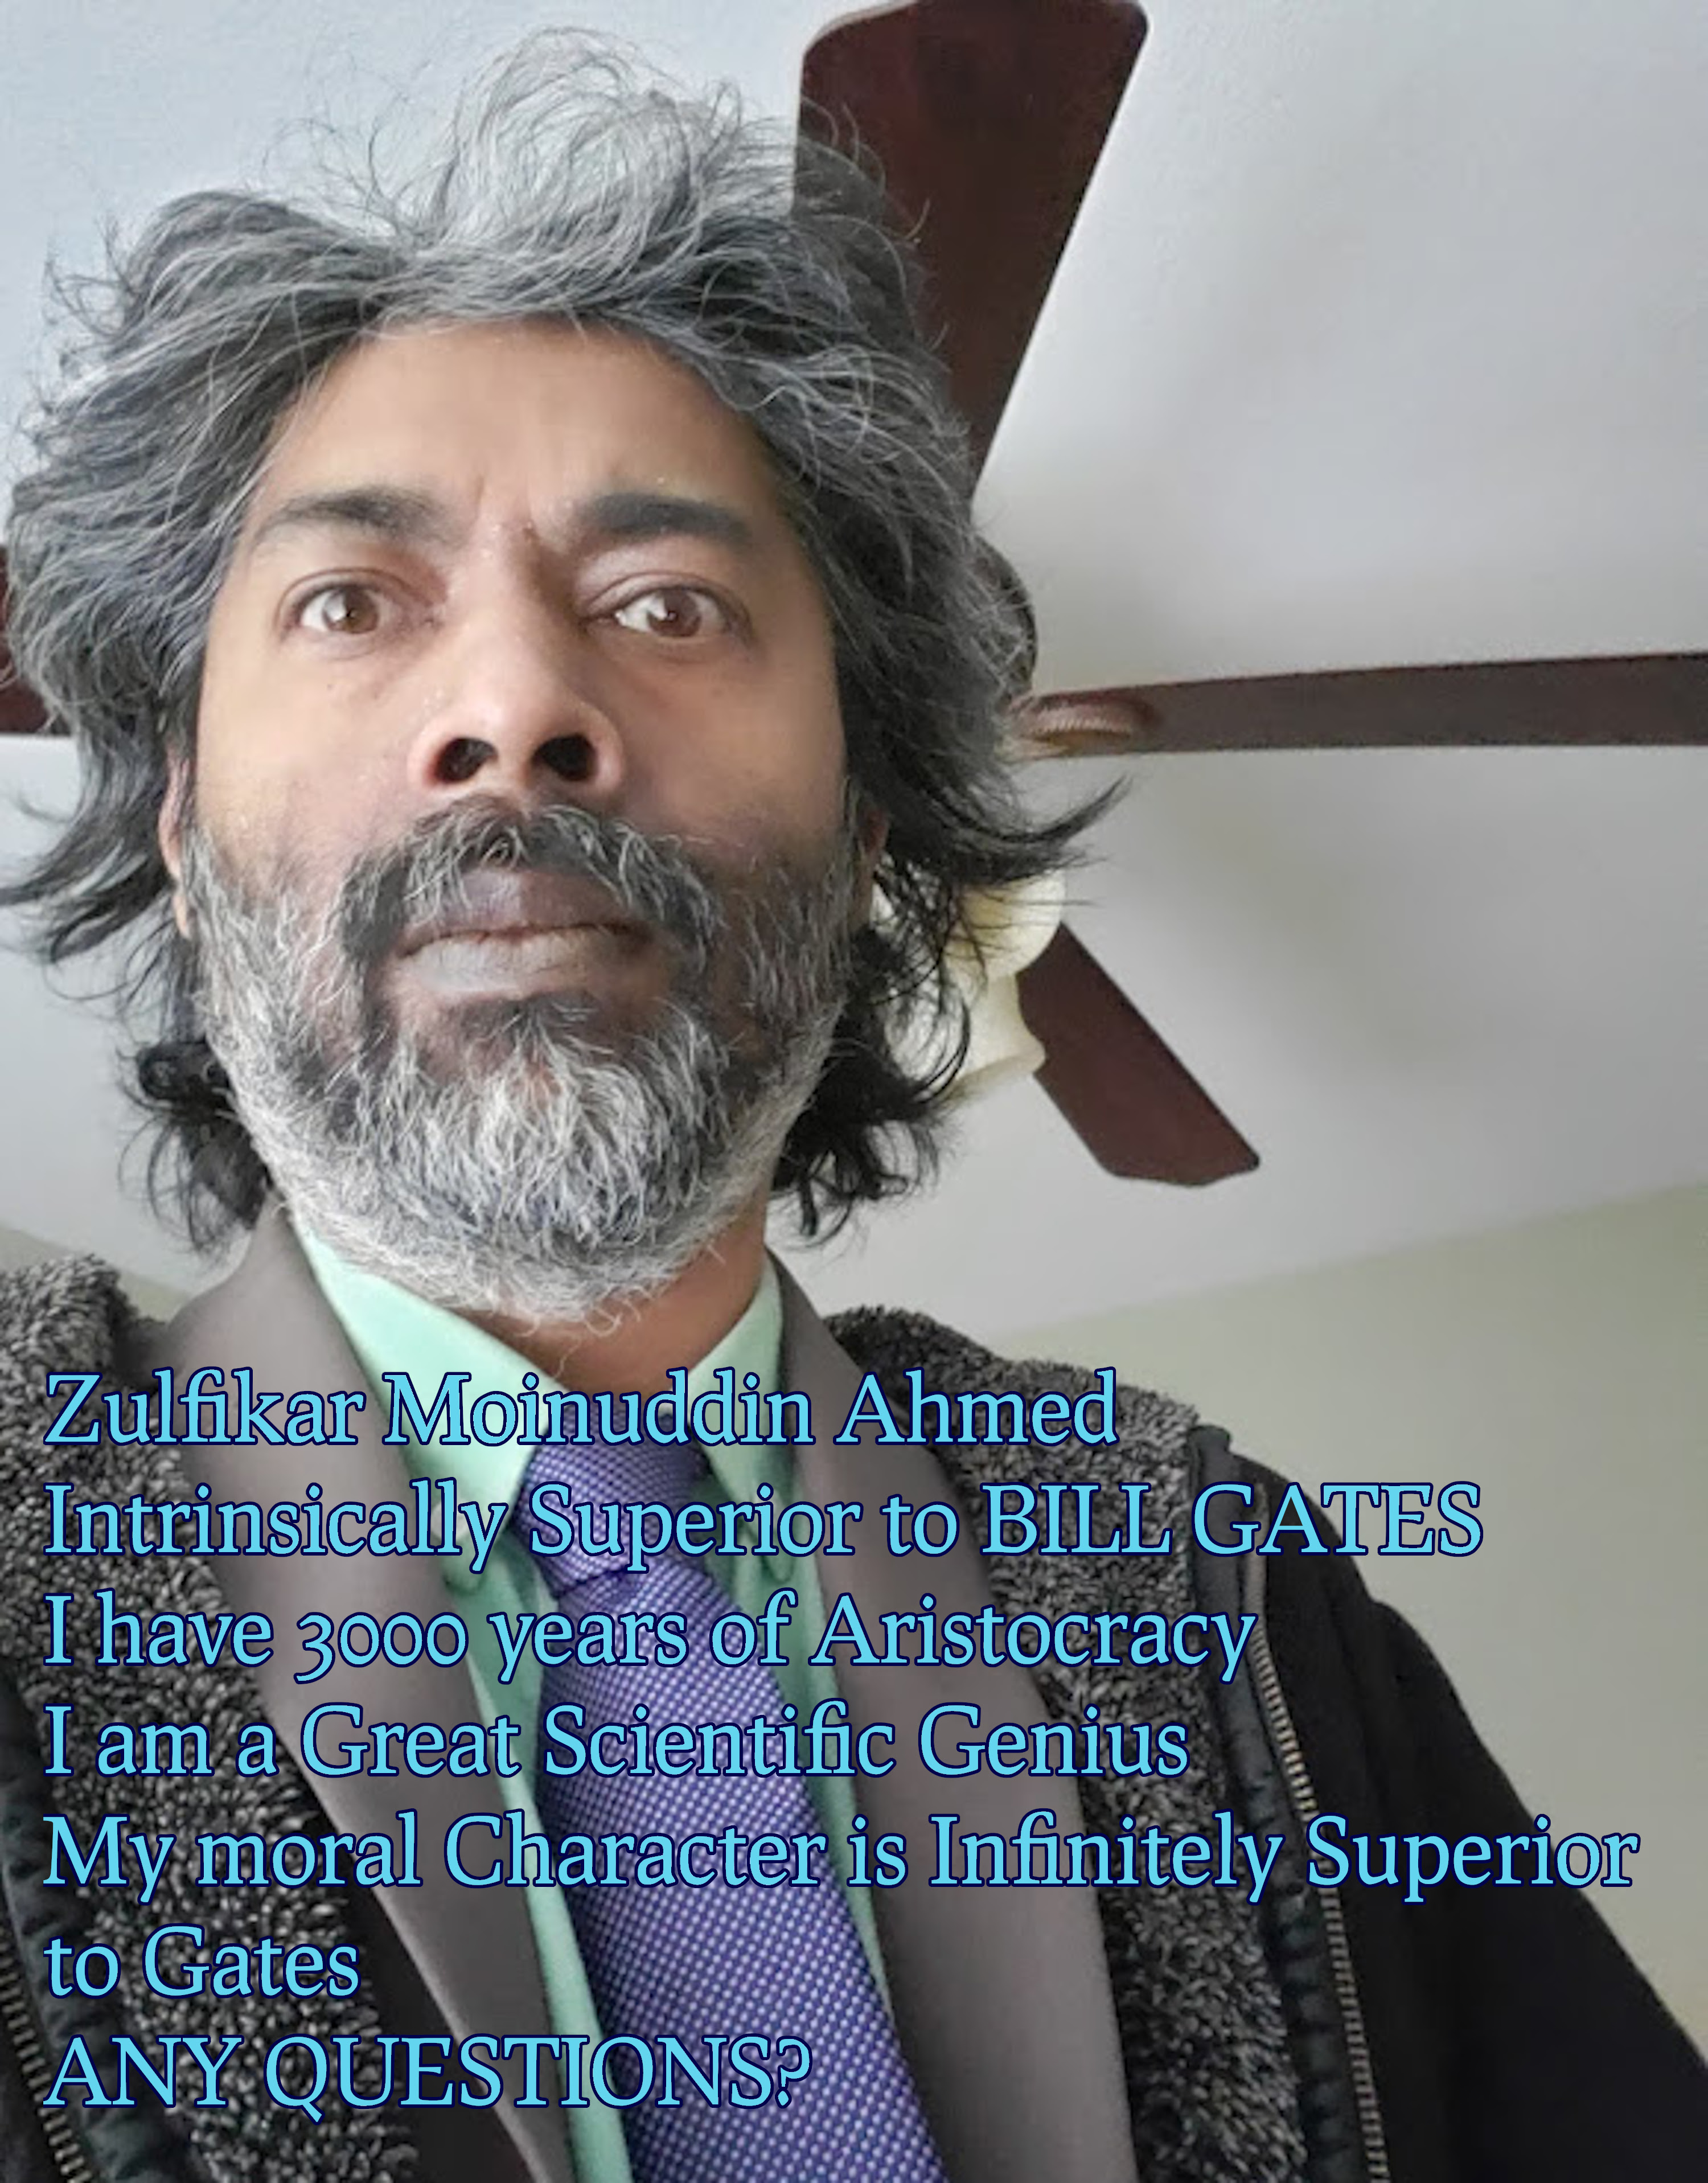 Zulfikar Moinuddin Ahmed
Intrinsically Superior to BILL GATES
I have 3000 years of Aristocracy
I am a Great Scientific Genius
My moral Character is Infinitely Superior
to Gates
ANY QUESTIONS?